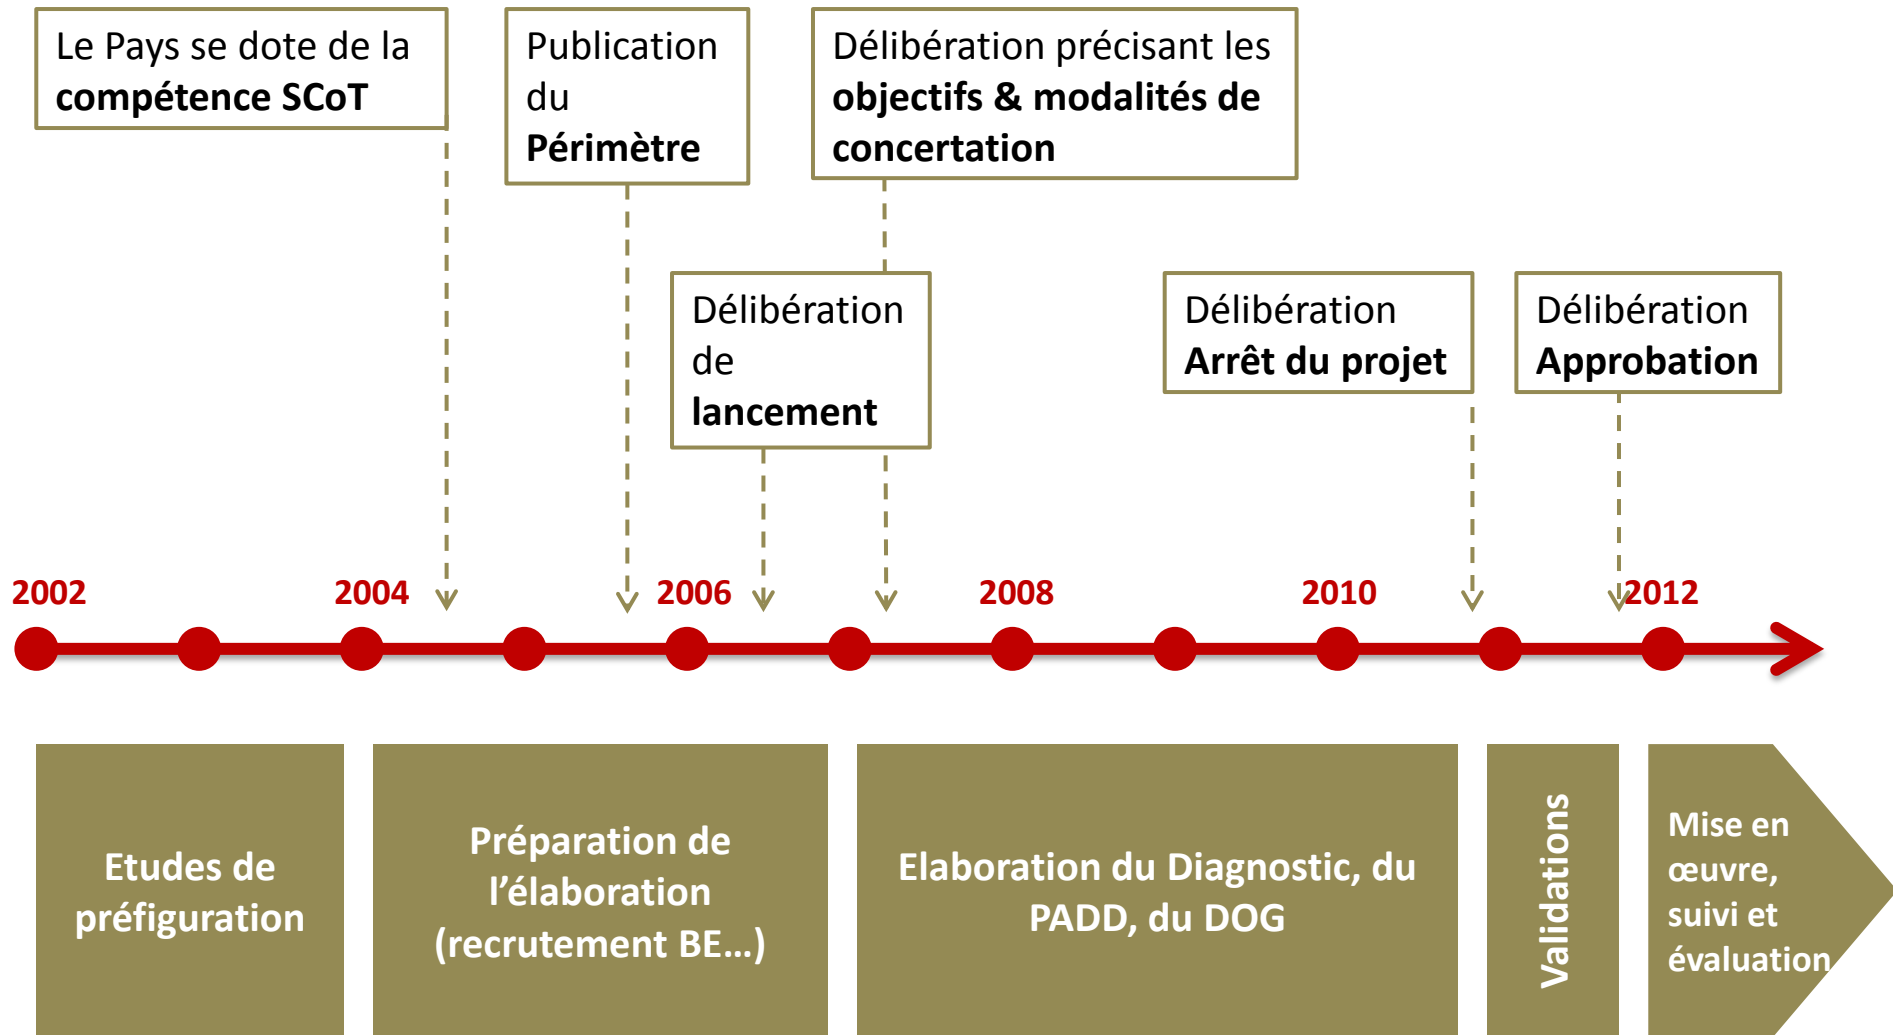 Le Pays se dote de la
compétence SCoT
Publication
du
Périmètre
Délibération précisant les
objectifs & modalités de
concertation
Délibération
de
lancement
Délibération
Arrêt du projet
Délibération
Approbation
2002
2004
2006
2008
2010
2012
Etudes de
préfiguration
Préparation de
l’élaboration
(recrutement BE…)
Elaboration du Diagnostic, du
PADD, du DOG
Validations
Mise en
œuvre,
suivi et
évaluation